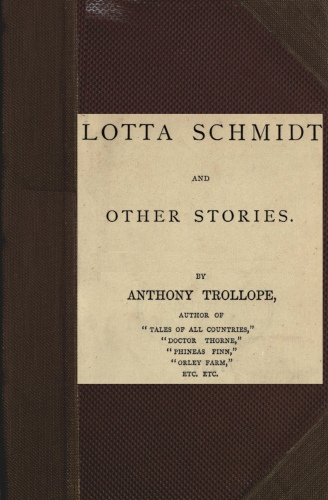 LOTTA SCHMIDT
AND
OTHER STORIES.
BY
ANTHONY TROLLOPE,
AUTHOR OF
"TALES OF ALL COUNTRIES,"
"DOCTOR THORNE,"
"PHINEAS FINN,"
"ORLEY FARM,"
ETC. ETC.